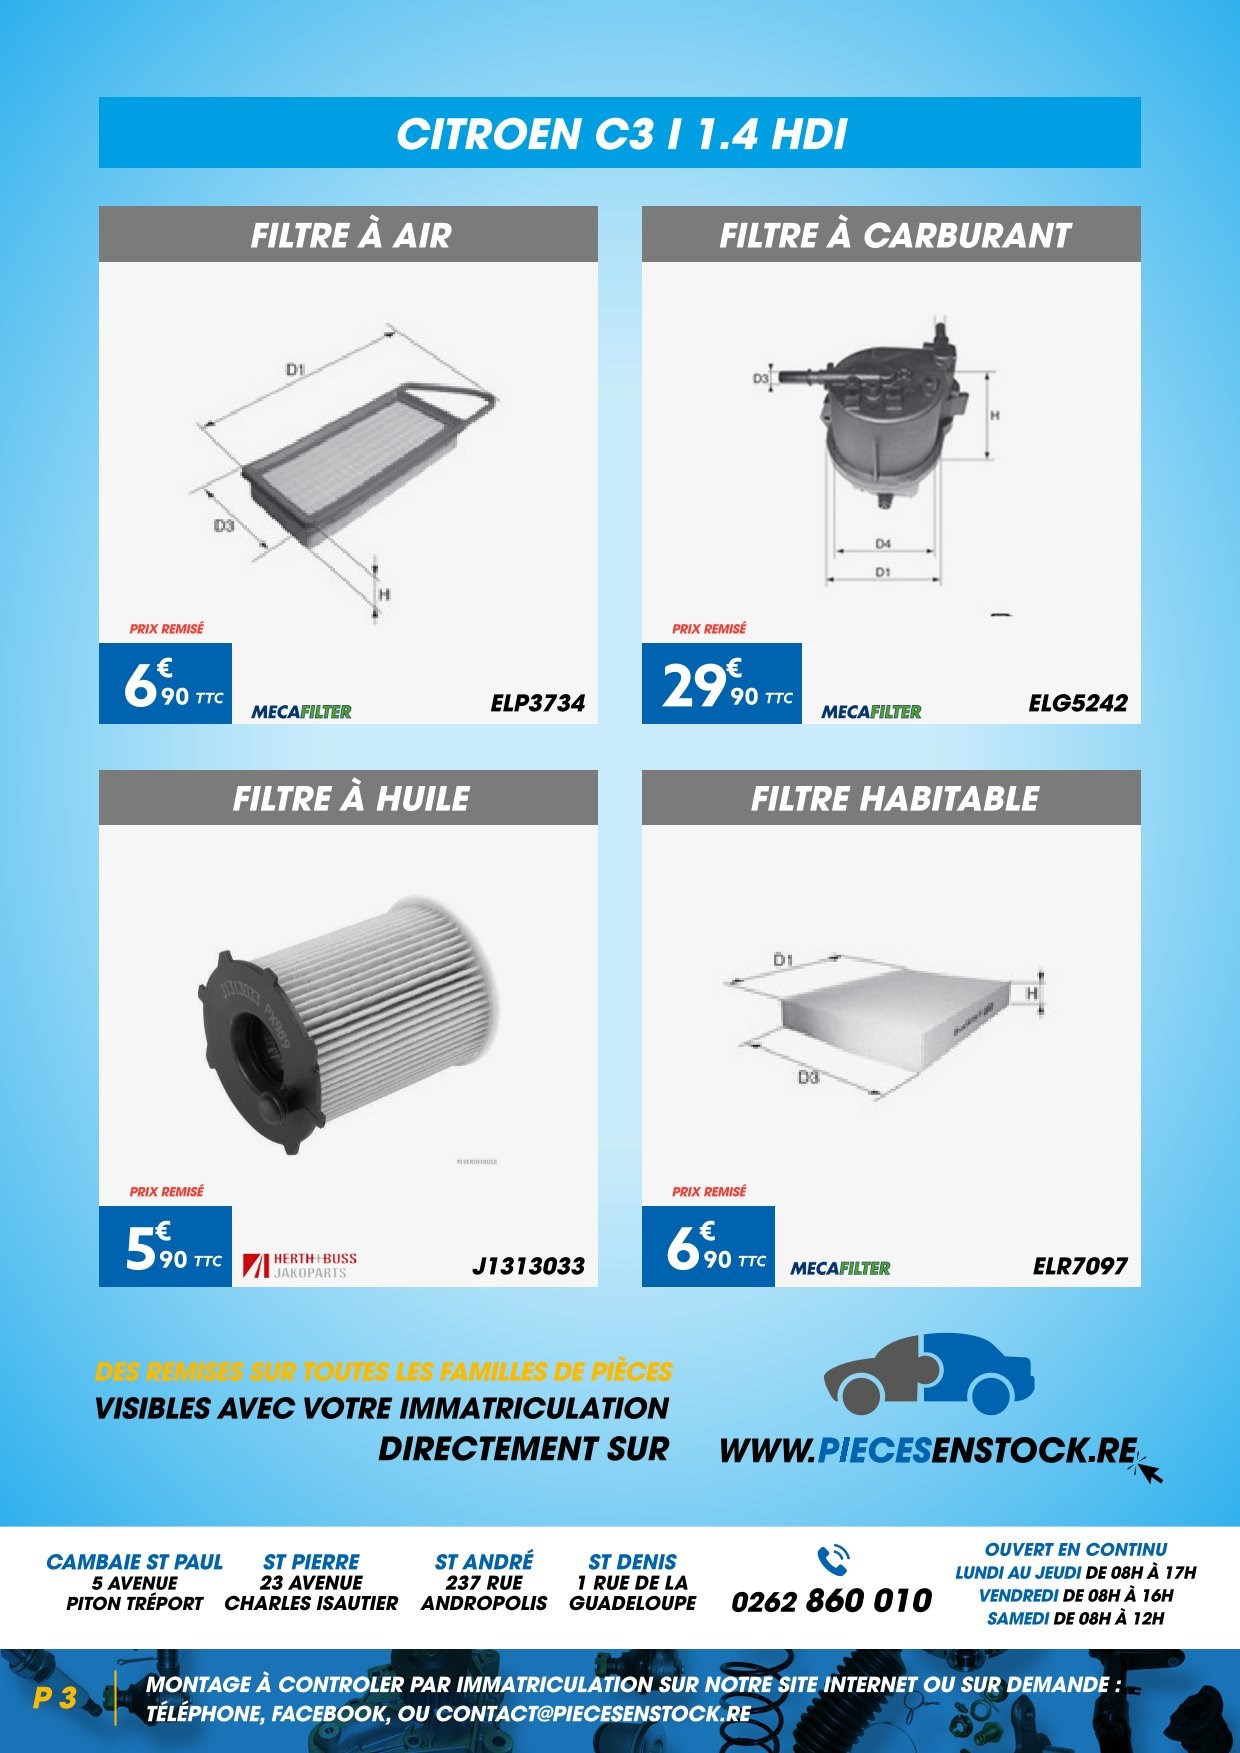 CITROEN C3 I 1.4 HDI
FILTRE À AIR
D1
D3
H
PRIX REMISÉ
6€90 TTC
MECAFILTER
ELP3734
FILTRE À CARBURANT
D3
H
D4
D1
PRIX REMISÉ
29€90 TTC
MECAFILTER
ELG5242
FILTRE À HUILE
J1313033
HERTH+BUSS
PRIX REMISÉ
5€90 TTC
HERTH+BUSS
JAKOPARTS
J1313033
FILTRE HABITABLE
D1
H
D3
PRIX REMISÉ
6€90 TTC
MECAFILTER
ELR7097
DES REMISES SUR TOUTES LES FAMILLES DE PIÈCES
VISIBLES AVEC VOTRE IMMATRICULATION
DIRECTEMENT SUR
WWW.PIECESENSTOCK.RE
CAMBAIE ST PAUL
5 AVENUE
PITON TRÉPORT
ST PIERRE
23 AVENUE
CHARLES ISAUTIER
ST ANDRÉ
237 RUE
ANDROPOLIS
ST DENIS
1 RUE DE LA
GUADELOUPE
0262 860 010
OUVERT EN CONTINU
LUNDI AU JEUDI DE 08H À 17H
VENDREDI DE 08H À 16H
SAMEDI DE 08H À 12H
P 3
MONTAGE À CONTROLER PAR IMMATRICULATION SUR NOTRE SITE INTERNET OU SUR DEMANDE :
TÉLÉPHONE, FACEBOOK, OU CONTACT@PIECESENSTOCK.RE